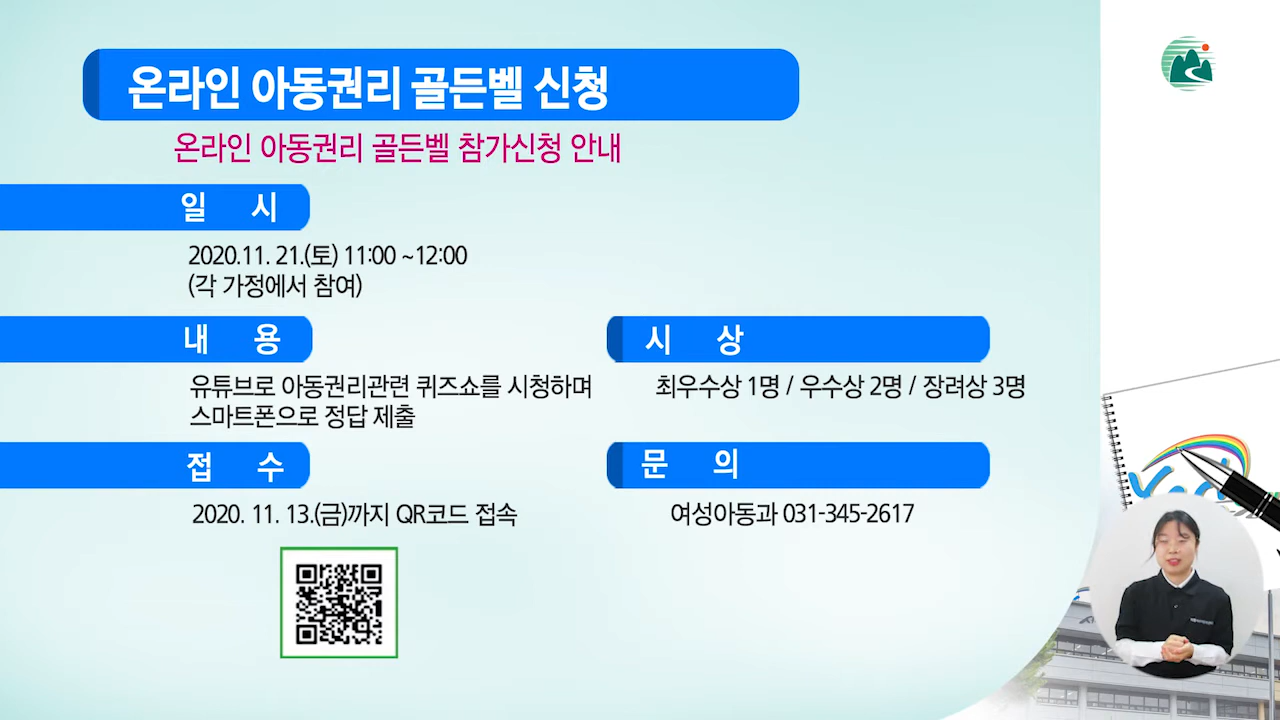 온라인 아동권리 골든벨 신청
온라인 아동권리 골든벨 참가신청 안내
일 시
2020.11. 21.(토) 11:00 ~12:00
(각 가정에서 참여)
내 용
유튜브로 아동권리관련 퀴즈쇼를 시청하며
스마트폰으로 정답 제출
시 상
최우수상 1명 / 우수상 2명 / 장려상 3명
접 수
2020. 11. 13.(금)까지 QR코드 접속
문 의
여성아동과 031-345-2617